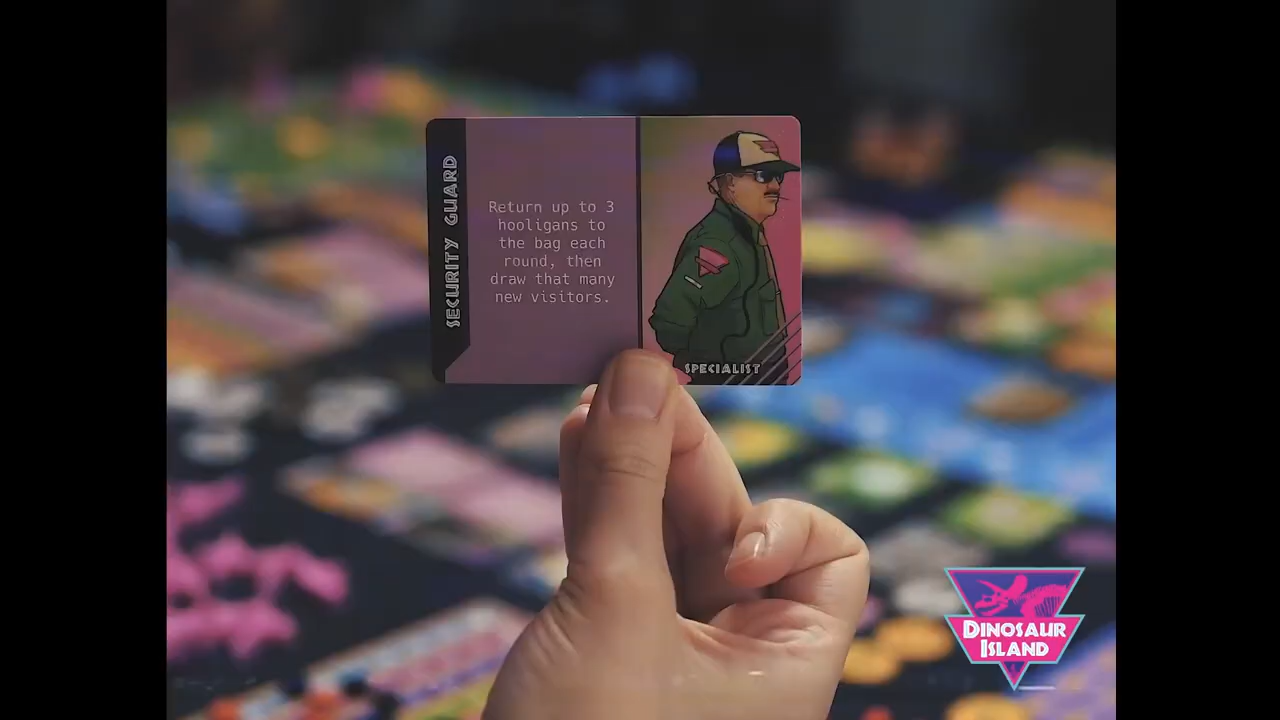 SECURITY GUARD
Return up to 3
hooligans to
the bag each
round, then
draw that many
new visitors.
SPECIALIST
DINOSAUR
ISLAND